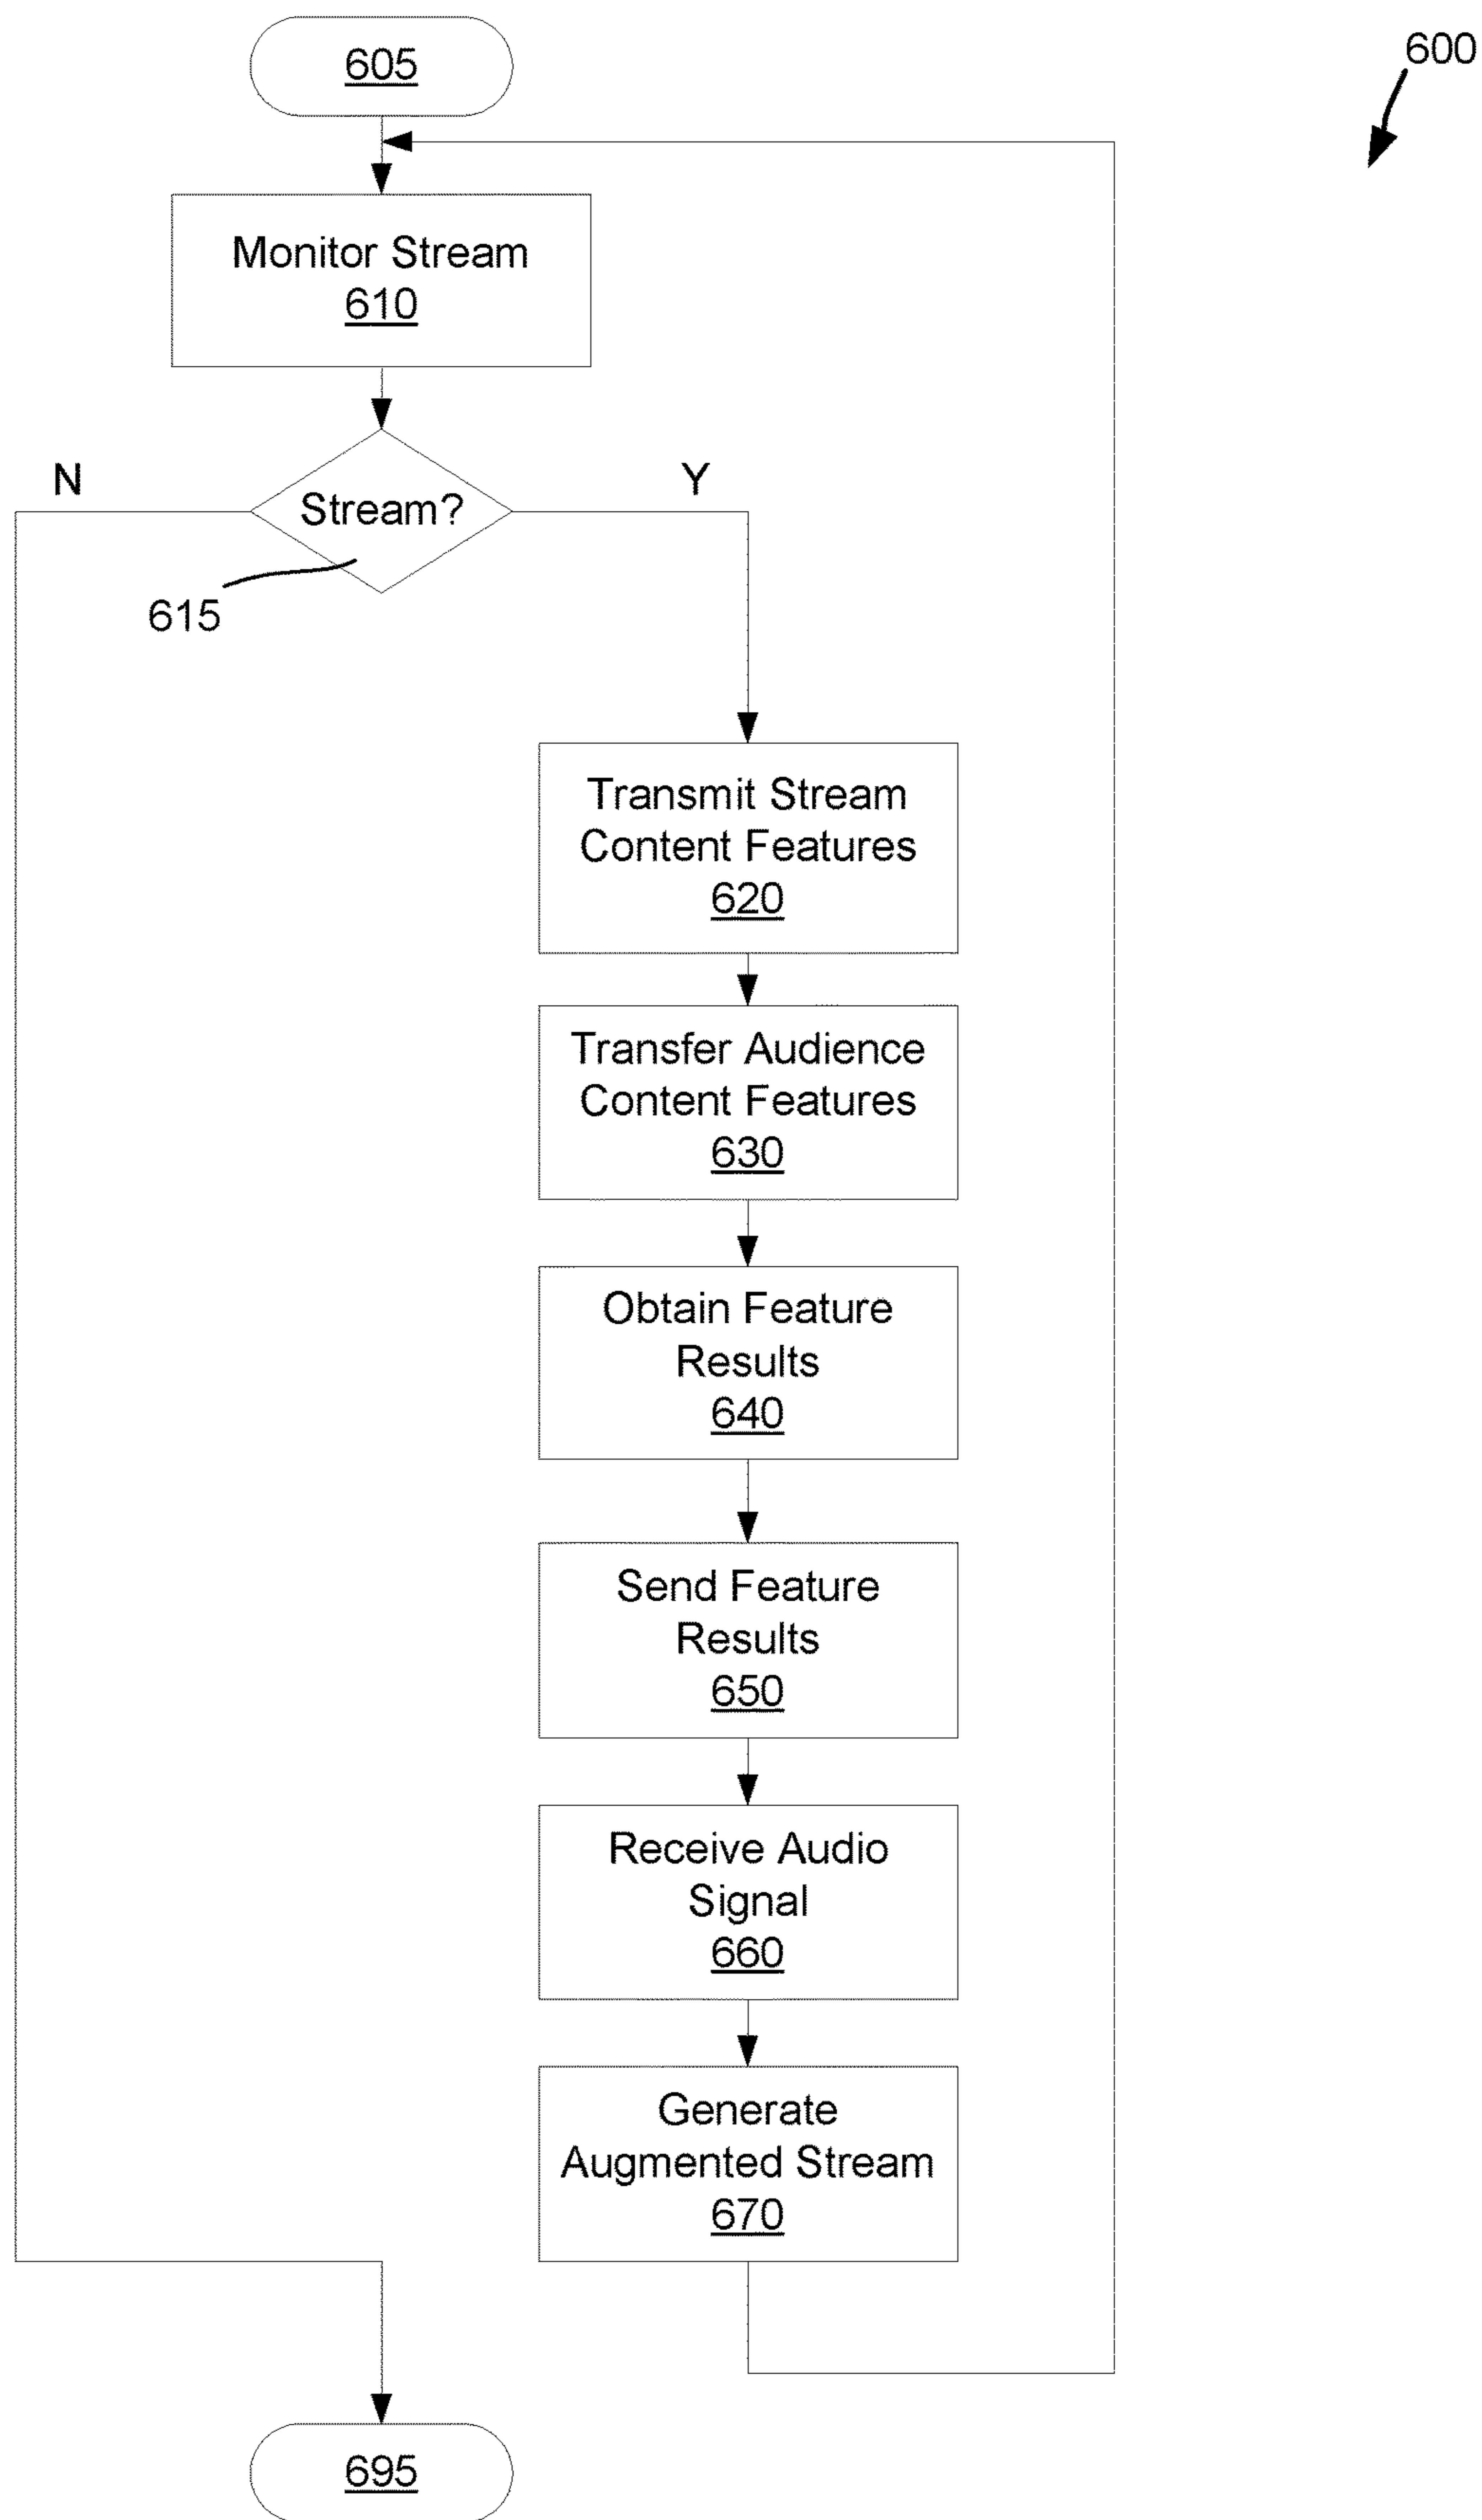 605
600
Monitor Stream
610
N
Y
Stream?
615
Transmit Stream
Content Features
620
Transfer Audience
Content Features
630
Obtain Feature
Results
640
Send Feature
Results
650
Receive Audio
Signal
660
Generate
Augmented Stream
670
695